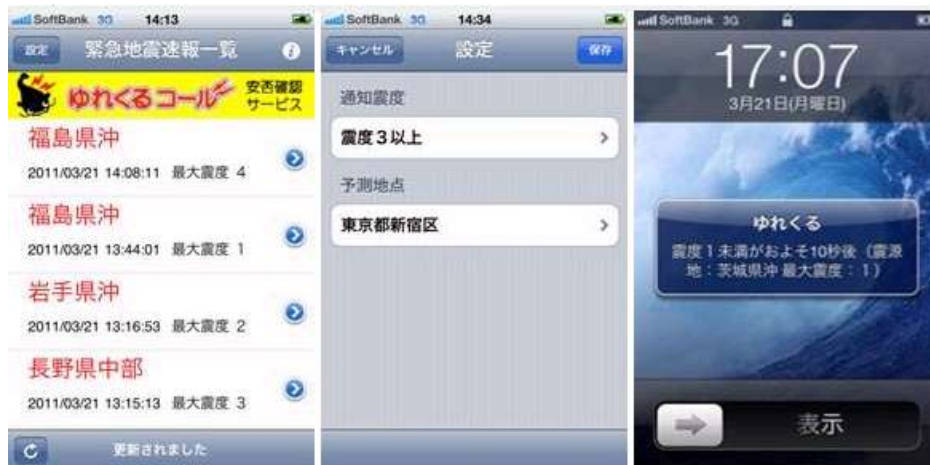 SoftBank 3G 14:13
設定 緊急地震速報一覧
ゆれくるコール 安否確認
サービス
福島県沖
2011/03/21 14:08:11 最大震度 4
福島県沖
2011/03/21 13:44:01 最大震度 1
岩手県沖
2011/03/21 13:16:53 最大震度 2
長野県中部
2011/03/21 13:15:13 最大震度 3
更新されました
SoftBank 3G 14:34
キャンセル 設定 保存
通知震度
震度3以上
予測地点
東京都新宿区
SoftBank 3G
17:07
3月21日(月曜日)
ゆれくる
震度1未満がおよそ10秒後（震源
地：茨城県沖 最大震度：1）
表示